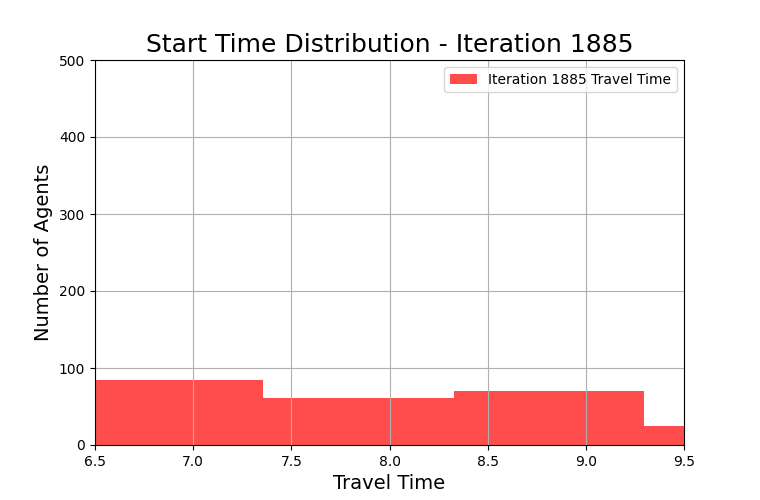 Start Time Distribution - Iteration 1885
Iteration 1885 Travel Time
Number of Agents
500
400
300
200
100
0
6.5 7.0 7.5 8.0 8.5 9.0 9.5
Travel Time